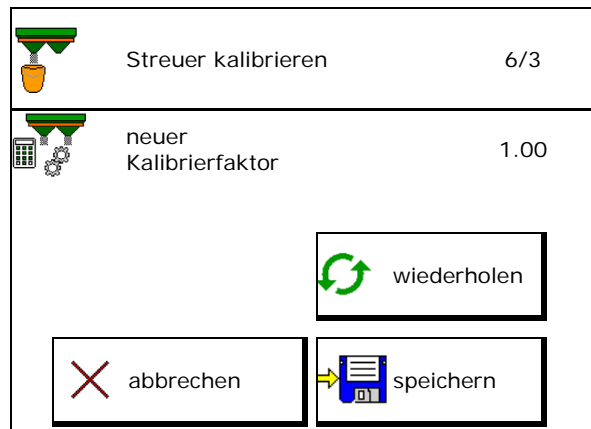 Streuer kalibrieren 6/3
neuer
Kalibrierfaktor 1.00
wiederholen
abbrechen
speichern